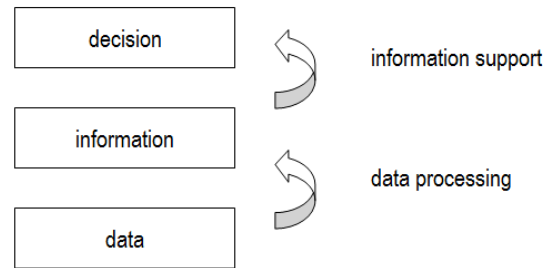 decision
information support
information
data processing
data